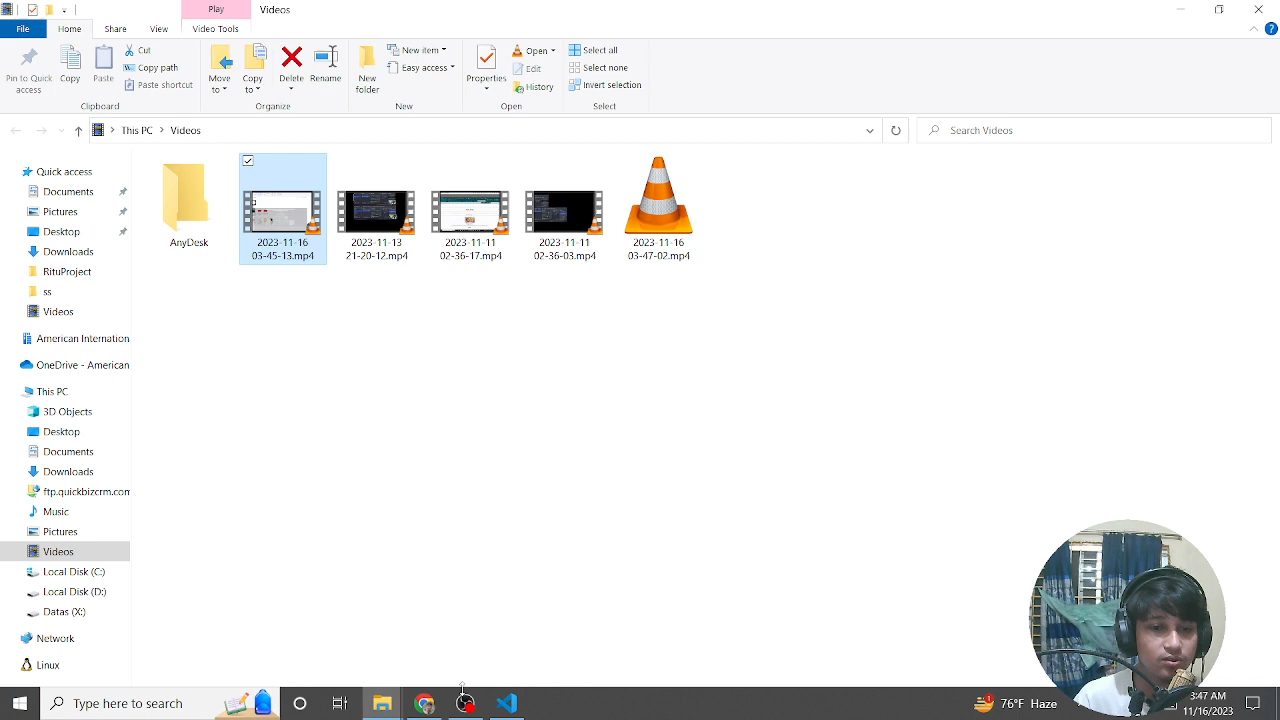 Play
Videos
File
Home
Share
View
Video Tools
Pin to Quick access
Copy
Paste
Cut
Copy path
Paste shortcut
Clipboard
Move to
Copy to
Delete
Rename
Organize
New folder
New item
Easy access
New
Properties
Open
Edit
History
Open
Select all
Select none
Invert selection
Select
This PC
Videos
Search Videos
Quick access
Documents
Pictures
Desktop
Downloads
RituProject
ss
Videos
American Internation
OneDrive - American
This PC
3D Objects
Desktop
Documents
Downloads
ftp.quickbizcrm.com
Music
Pictures
Videos
Local Disk (C:)
Local Disk (D:)
Datas (X:)
Network
Linux
AnyDesk
2023-11-16
03-45-13.mp4
2023-11-13
21-20-12.mp4
2023-11-11
02-36-17.mp4
2023-11-11
02-36-03.mp4
2023-11-16
03-47-02.mp4
Type here to search
76°F Haze
3:47 AM
11/16/2023